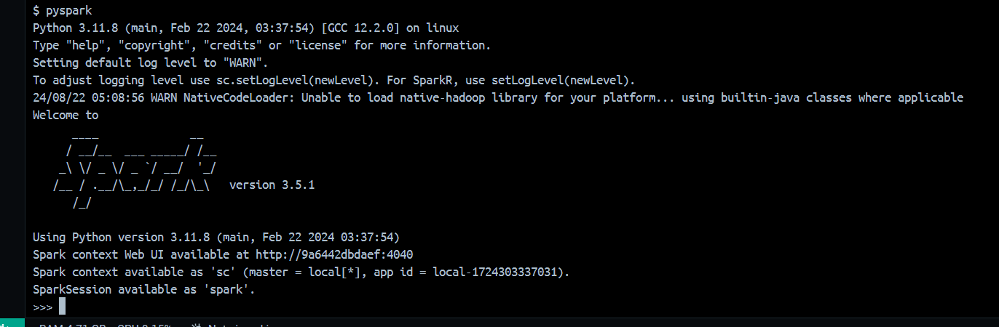 $ pyspark
Python 3.11.8 (main, Feb 22 2024, 03:37:54) [GCC 12.2.0] on linux
Type "help", "copyright", "credits" or "license" for more information.
Setting default log level to "WARN".
To adjust logging level use sc.setLogLevel(newLevel). For SparkR, use setLogLevel(newLevel).
24/08/22 05:08:56 WARN NativeCodeLoader: Unable to load native-hadoop library for your platform... using builtin-java classes where applicable
Welcome to
      ____              __
     / __/__  ___ _____/ /__
    _\ \/ _ \/ _ `/ __/  '_/
   /__ / .__/\_,_/_/ /_/\_\   version 3.5.1
      /_/
Using Python version 3.11.8 (main, Feb 22 2024 03:37:54)
Spark context Web UI available at http://9a6442dbdaef:4040
Spark context available as 'sc' (master = local[*], app id = local-1724303337031).
SparkSession available as 'spark'.
>>>